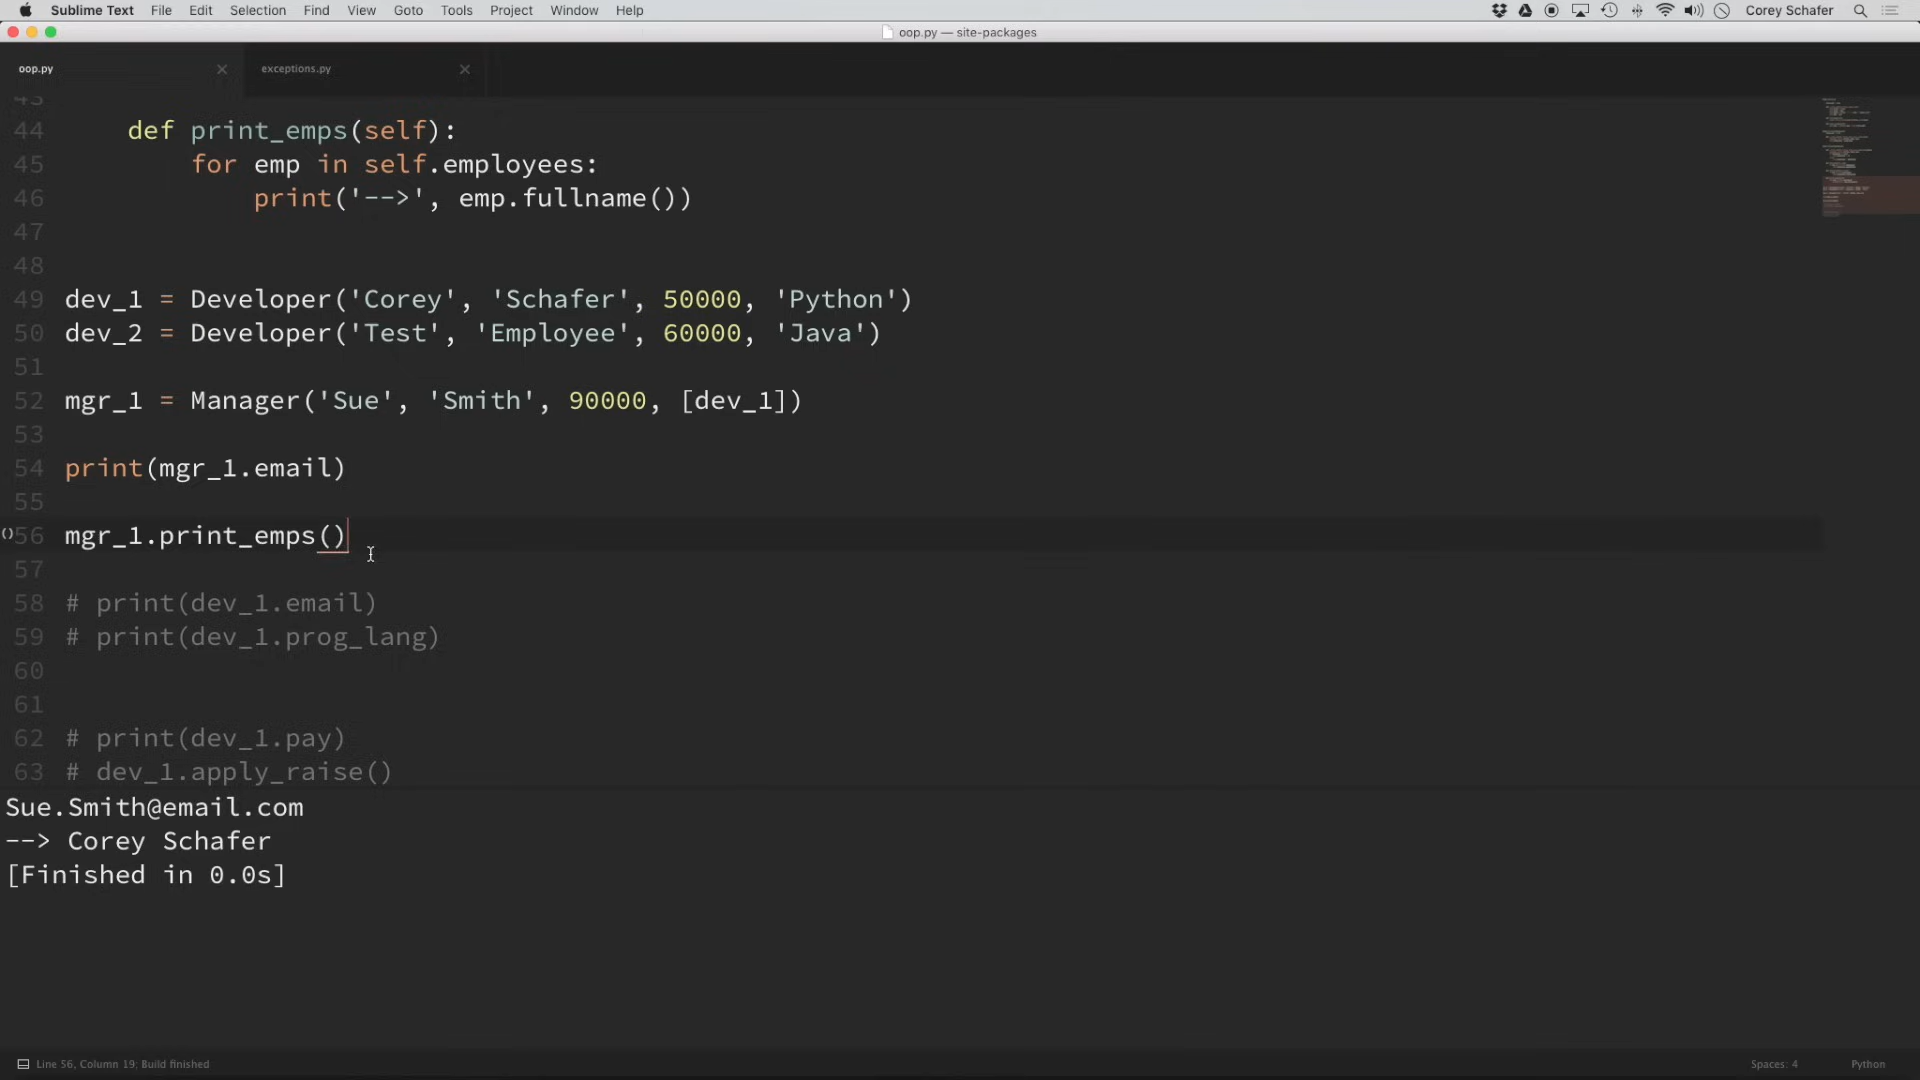 Sublime Text File Edit Selection Find View Goto Tools Project Window Help Corey Schafer
oop.py — site-packages
oop.py exceptions.py
43
44     def print_emps(self):
45         for emp in self.employees:
46             print('-->', emp.fullname())
47
48
49 dev_1 = Developer('Corey', 'Schafer', 50000, 'Python')
50 dev_2 = Developer('Test', 'Employee', 60000, 'Java')
51
52 mgr_1 = Manager('Sue', 'Smith', 90000, [dev_1])
53
54 print(mgr_1.email)
55
()56 mgr_1.print_emps()
57
58 # print(dev_1.email)
59 # print(dev_1.prog_lang)
60
61
62 # print(dev_1.pay)
63 # dev_1.apply_raise()
Sue.Smith@email.com
--> Corey Schafer
[Finished in 0.0s]
Line 56, Column 19; Build finished Spaces: 4 Python